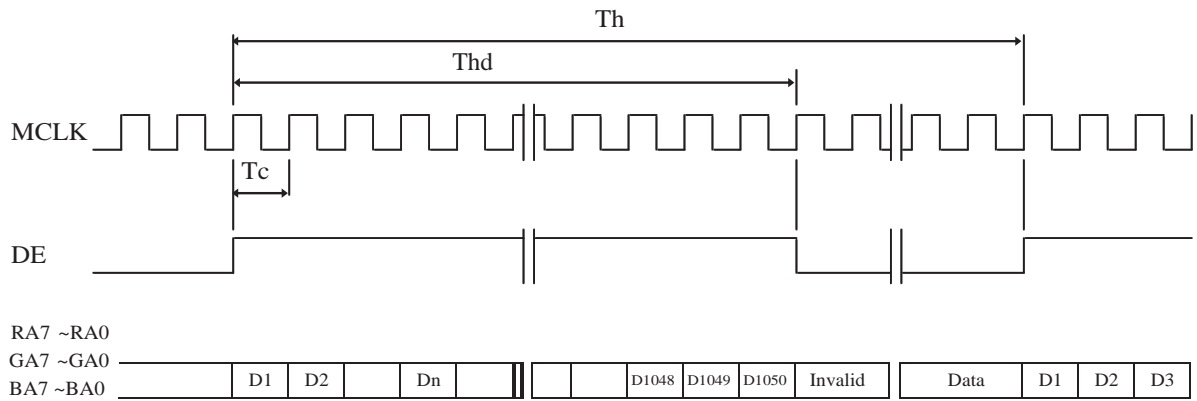 Th
Thd
MCLK
Tc
DE
RA7 ~RA0
GA7 ~GA0
BA7 ~BA0
D1 D2 Dn D1048 D1049 D1050 Invalid Data D1 D2 D3